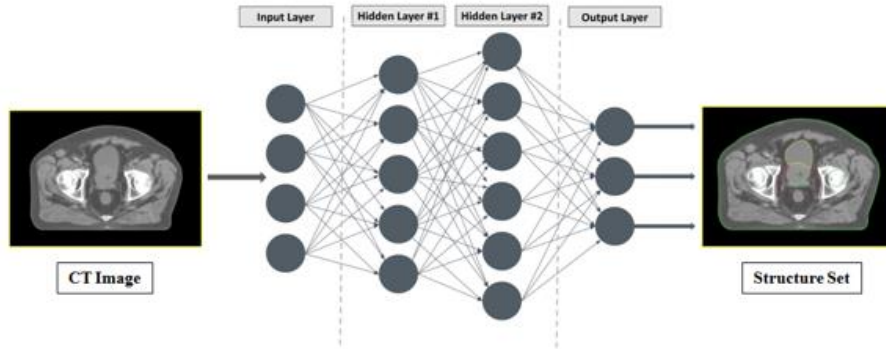 Input Layer
Hidden Layer #1
Hidden Layer #2
Output Layer
CT Image
Structure Set